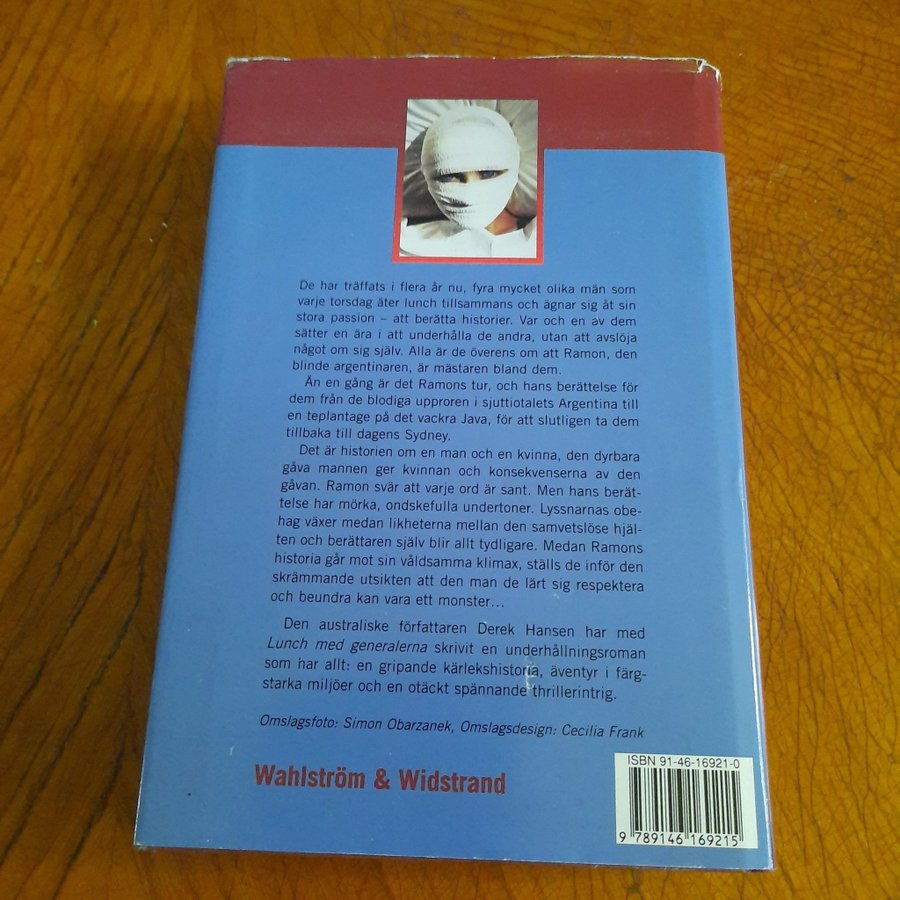 De har träffats i flera år nu, fyra mycket olika män som
varje torsdag äter lunch tillsammans och ägnar sig åt sin
stora passion – att berätta historier. Var och en av dem
sätter en ära i att underhålla de andra, utan att avslöja
något om sig själv. Alla är de överens om att Ramon, den
blinde argentinaren, är mästaren bland dem.
Än en gång är det Ramons tur, och hans berättelse för
dem från de blodiga upproren i sjuttiotalets Argentina till
en teplantage på det vackra Java, för att slutligen ta dem
tillbaka till dagens Sydney.
Det är historien om en man och en kvinna, den dyrbara
gåva mannen ger kvinnan och konsekvenserna av den
gåvan. Ramon svär att varje ord är sant. Men hans berät-
telse har mörka, ondskefulla undertoner. Lyssnarnas obe-
hag växer medan likheterna mellan den samvetslöse hjäl-
ten och berättaren själv blir allt tydligare. Medan Ramons
historia går mot sin våldsamma klimax, ställs de inför den
skrämmande utsikten att den man de lärt sig respektera
och beundra kan vara ett monster...
Den australiske författaren Derek Hansen har med
Lunch med generalerna skrivit en underhållningsroman
som har allt: en gripande kärlekshistoria, äventyr i färg-
starka miljöer och en otäckt spännande thrillerintrig.
Omslagsfoto: Simon Obarzanek, Omslagsdesign: Cecilia Frank
Wahlström & Widstrand
ISBN 91-46-16921-0
9 789146 169215